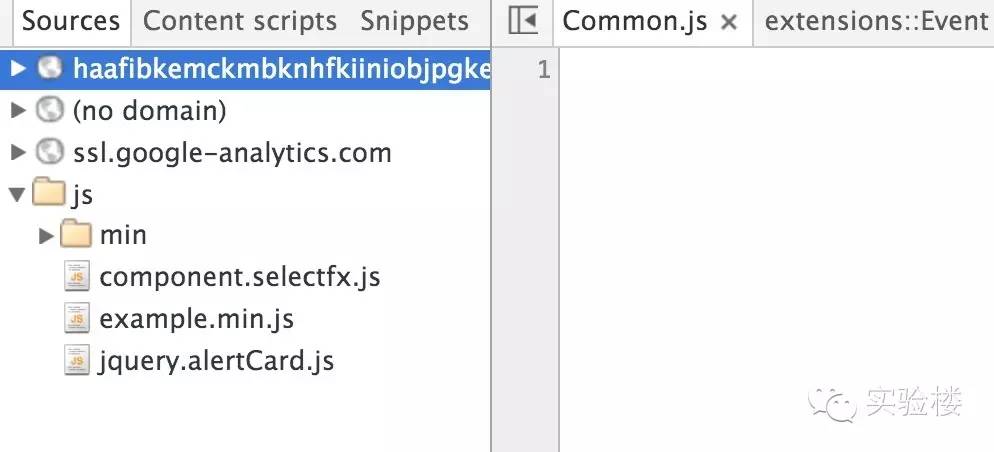 Sources Content scripts Snippets
haafibkemckmbknhfkiiniobjpgke
(no domain)
ssl.google-analytics.com
js
min
component.selectfx.js
example.min.js
jquery.alertCard.js
Common.js × extensions::Event
1
实验楼